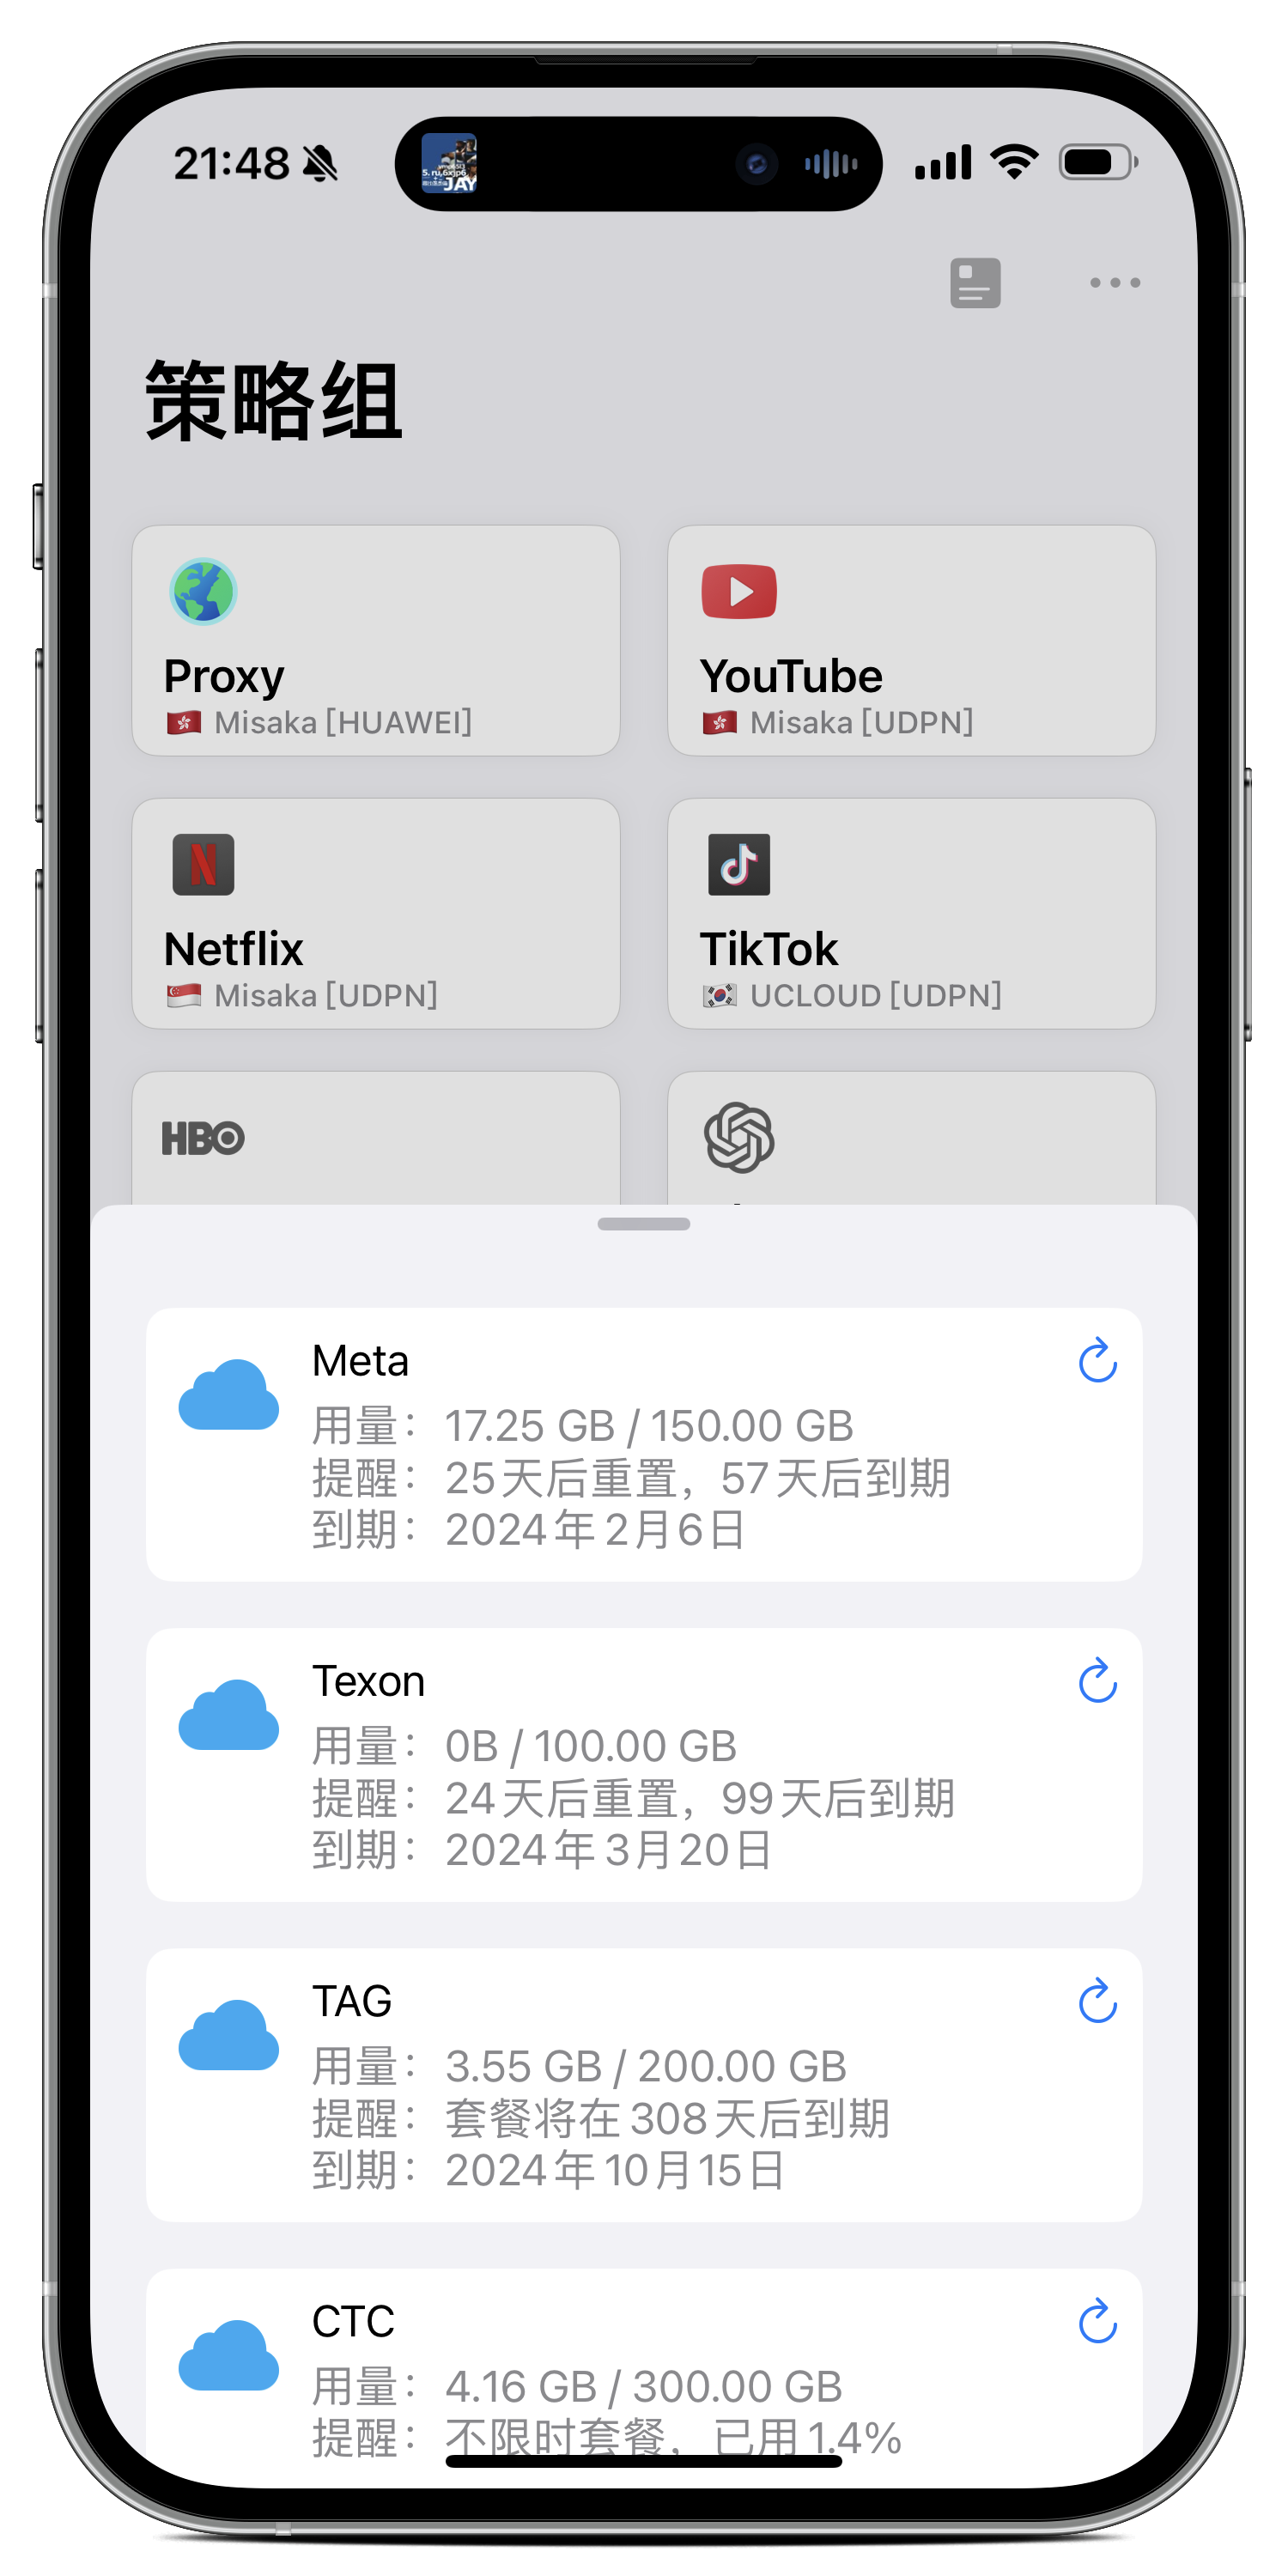 21:48
JAY
策略组
Proxy
Misaka [HUAWEI]
YouTube
Misaka [UDPN]
Netflix
Misaka [UDPN]
TikTok
UCLOUD [UDPN]
HBO
Meta
用量：17.25 GB / 150.00 GB
提醒：25天后重置，57天后到期
到期：2024年2月6日
Texon
用量：0B / 100.00 GB
提醒：24天后重置，99天后到期
到期：2024年3月20日
TAG
用量：3.55 GB / 200.00 GB
提醒：套餐将在308天后到期
到期：2024年10月15日
CTC
用量：4.16 GB / 300.00 GB
提醒：不限时套餐，已用1.4%